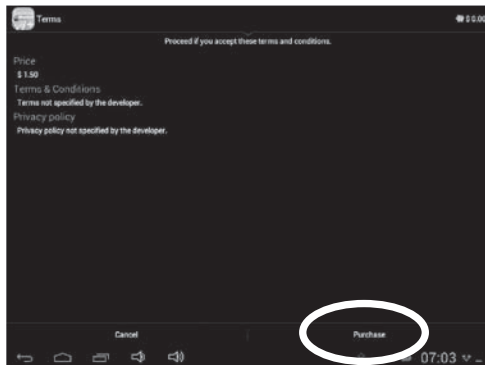 Terms
$ 0.00
Proceed if you accept these terms and conditions.
Price
$ 1.50
Terms & Conditions
Terms not specified by the developer.
Privacy policy
Privacy policy not specified by the developer.
Cancel
Purchase
07:03